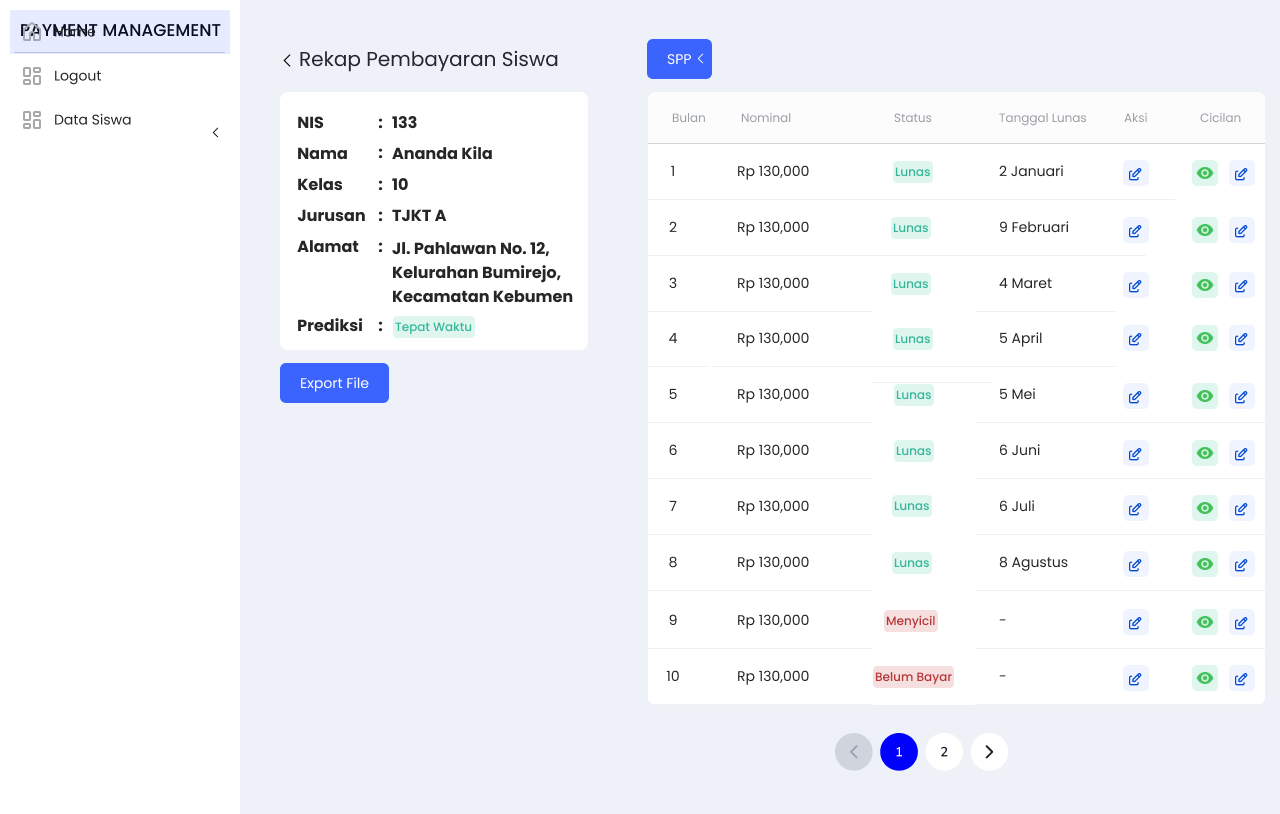 PAYMENT MANAGEMENT
Home
Logout
Data Siswa
Rekap Pembayaran Siswa
NIS : 133
Nama : Ananda Kila
Kelas : 10
Jurusan : TJKT A
Alamat : Jl. Pahlawan No. 12,
Kelurahan Bumirejo,
Kecamatan Kebumen
Prediksi : Tepat Waktu
Export File
SPP
Bulan Nominal Status Tanggal Lunas Aksi Cicilan
1 Rp 130,000 Lunas 2 Januari
2 Rp 130,000 Lunas 9 Februari
3 Rp 130,000 Lunas 4 Maret
4 Rp 130,000 Lunas 5 April
5 Rp 130,000 Lunas 5 Mei
6 Rp 130,000 Lunas 6 Juni
7 Rp 130,000 Lunas 6 Juli
8 Rp 130,000 Lunas 8 Agustus
9 Rp 130,000 Menyicil -
10 Rp 130,000 Belum Bayar -
1 2